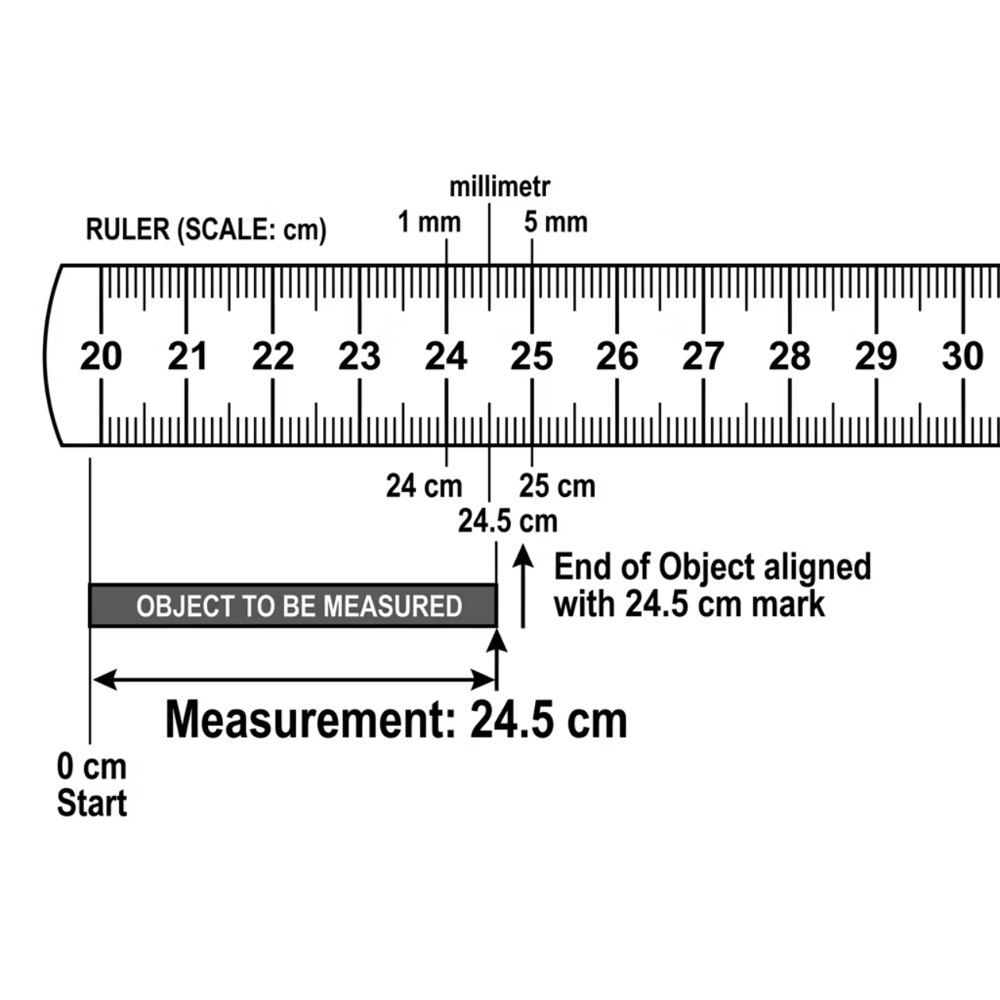 millimetr
1 mm
5 mm
RULER (SCALE: cm)
20 21 22 23 24 25 26 27 28 29 30
24 cm
25 cm
24.5 cm
End of Object aligned
with 24.5 cm mark
OBJECT TO BE MEASURED
Measurement: 24.5 cm
0 cm
Start